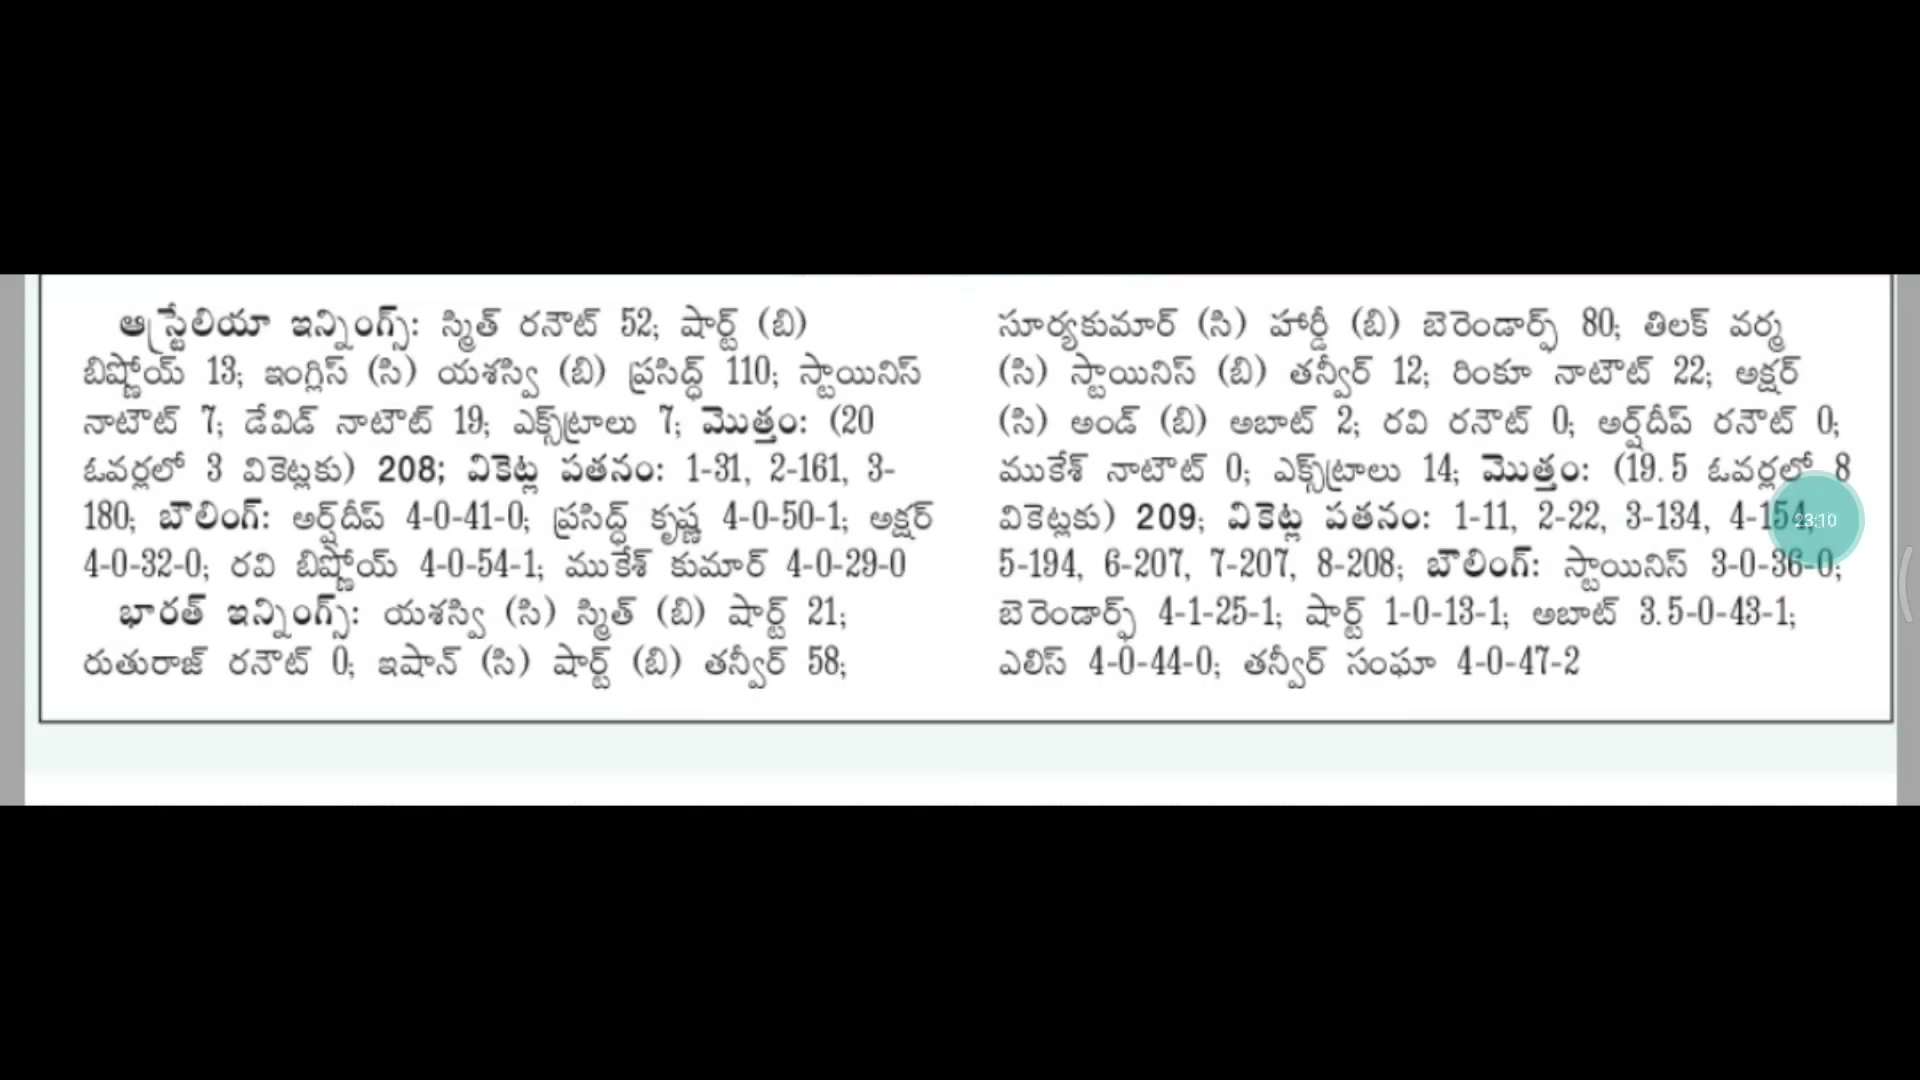 ఆస్ట్రేలియా ఇన్నింగ్స్: స్మిత్ రనౌట్ 52; షార్ట్ (బి)
బిష్ణోయ్ 13; ఇంగ్లిస్ (సి) యశస్వి (బి) ప్రసిద్ధ్ 110; స్టాయినిస్
నాటౌట్ 7; డేవిడ్ నాటౌట్ 19; ఎక్స్‌ట్రాలు 7; మొత్తం: (20
ఓవర్లలో 3 వికెట్లకు) 208; వికెట్ల పతనం: 1-31, 2-161, 3-
180; బౌలింగ్: అర్ష్‌దీప్ 4-0-41-0; ప్రసిద్ధ్ కృష్ణ 4-0-50-1; అక్షర్
4-0-32-0; రవి బిష్ణోయ్ 4-0-54-1; ముకేశ్ కుమార్ 4-0-29-0
భారత్ ఇన్నింగ్స్: యశస్వి (సి) స్మిత్ (బి) షార్ట్ 21;
రుతురాజ్ రనౌట్ 0; ఇషాన్ (సి) షార్ట్ (బి) తన్వీర్ 58;
సూర్యకుమార్ (సి) హార్డీ (బి) బెరెండార్ఫ్ 80; తిలక్ వర్మ
(సి) స్టాయినిస్ (బి) తన్వీర్ 12; రింకూ నాటౌట్ 22; అక్షర్
(సి) అండ్ (బి) అబాట్ 2; రవి రనౌట్ 0; అర్ష్‌దీప్ రనౌట్ 0;
ముకేశ్ నాటౌట్ 0; ఎక్స్‌ట్రాలు 14; మొత్తం: (19.5 ఓవర్లలో 8
వికెట్లకు) 209; వికెట్ల పతనం: 1-11, 2-22, 3-134, 4-154,
5-194, 6-207, 7-207, 8-208; బౌలింగ్: స్టాయినిస్ 3-0-36-0;
బెరెండార్ఫ్ 4-1-25-1; షార్ట్ 1-0-13-1; అబాట్ 3.5-0-43-1;
ఎలిస్ 4-0-44-0; తన్వీర్ సంఘా 4-0-47-2
23:10